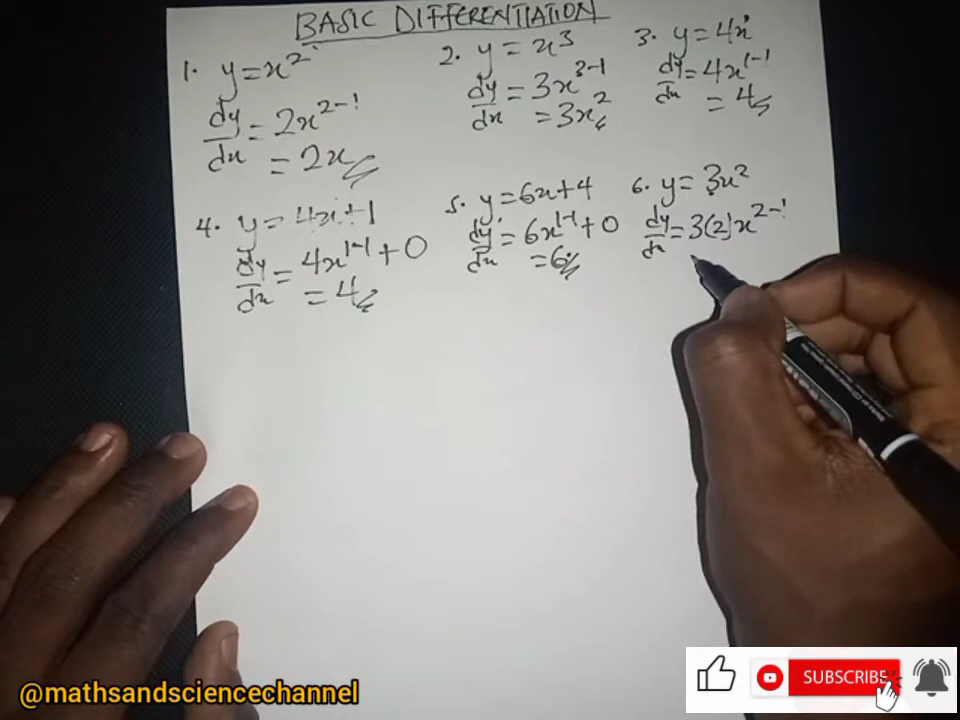 BASIC DIFFERENTIATION
1. y=x²
dy/dx = 2x²⁻¹
= 2x
2. y = x³
dy/dx = 3x³⁻¹
= 3x²
3. y = 4x¹
dy/dx = 4x¹⁻¹
= 4
4. y = 4x+1
dy/dx = 4x¹⁻¹ + 0
= 4
5. y = 6x+4
dy/dx = 6x¹⁻¹ + 0
= 6
6. y = 3x²
dy/dx = 3(2)x²⁻¹
@mathsandsciencechannel
SUBSCRIBE